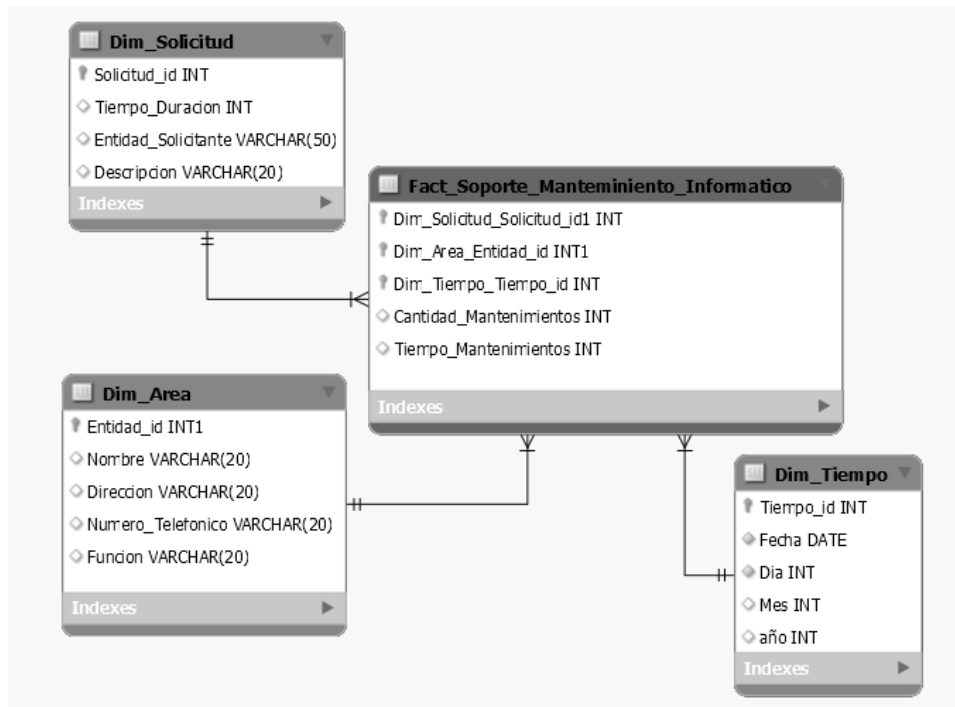 Dim_Solicitud
Solicitud_id INT
Tiempo_Duracion INT
Entidad_Solicitante VARCHAR(50)
Descripcion VARCHAR(20)
Indexes
Fact_Soporte_Manteminiento_Informatico
Dim_Solicitud_Solicitud_id1 INT
Dim_Area_Entidad_id INT1
Dim_Tiempo_Tiempo_id INT
Cantidad_Mantenimientos INT
Tiempo_Mantenimientos INT
Indexes
Dim_Area
Entidad_id INT1
Nombre VARCHAR(20)
Direccion VARCHAR(20)
Numero_Telefonico VARCHAR(20)
Funcion VARCHAR(20)
Indexes
Dim_Tiempo
Tiempo_id INT
Fecha DATE
Dia INT
Mes INT
año INT
Indexes